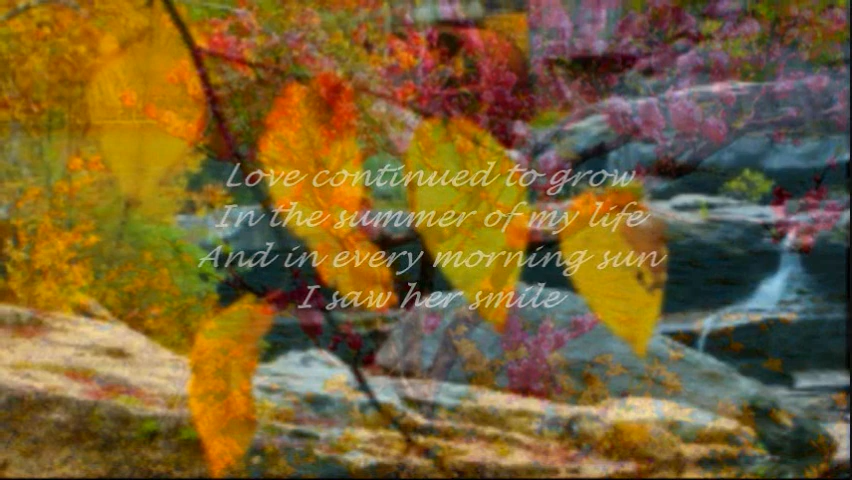 Love continued to grow
In the summer of my life
And in every morning sun
I saw her smile